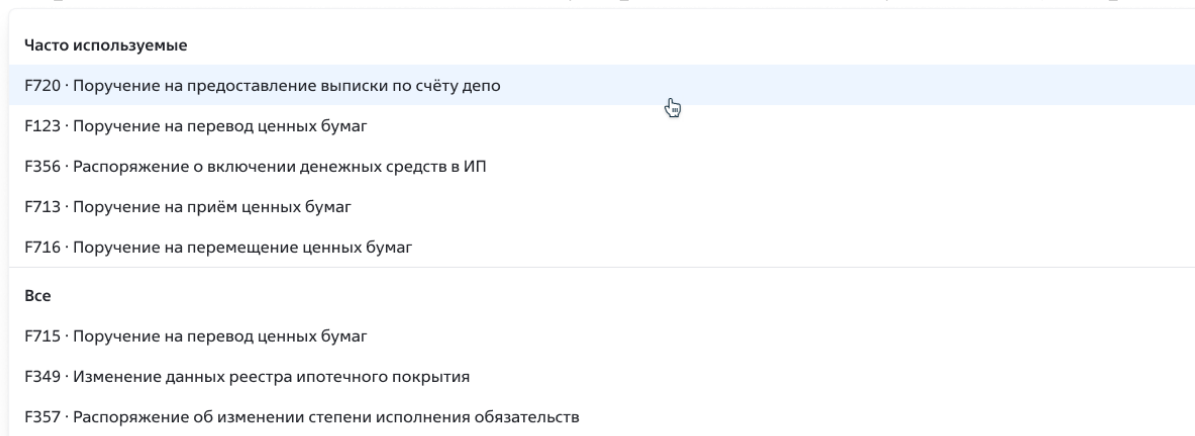 Часто используемые
F720 · Поручение на предоставление выписки по счёту депо
F123 · Поручение на перевод ценных бумаг
F356 · Распоряжение о включении денежных средств в ИП
F713 · Поручение на приём ценных бумаг
F716 · Поручение на перемещение ценных бумаг
Все
F715 · Поручение на перевод ценных бумаг
F349 · Изменение данных реестра ипотечного покрытия
F357 · Распоряжение об изменении степени исполнения обязательств